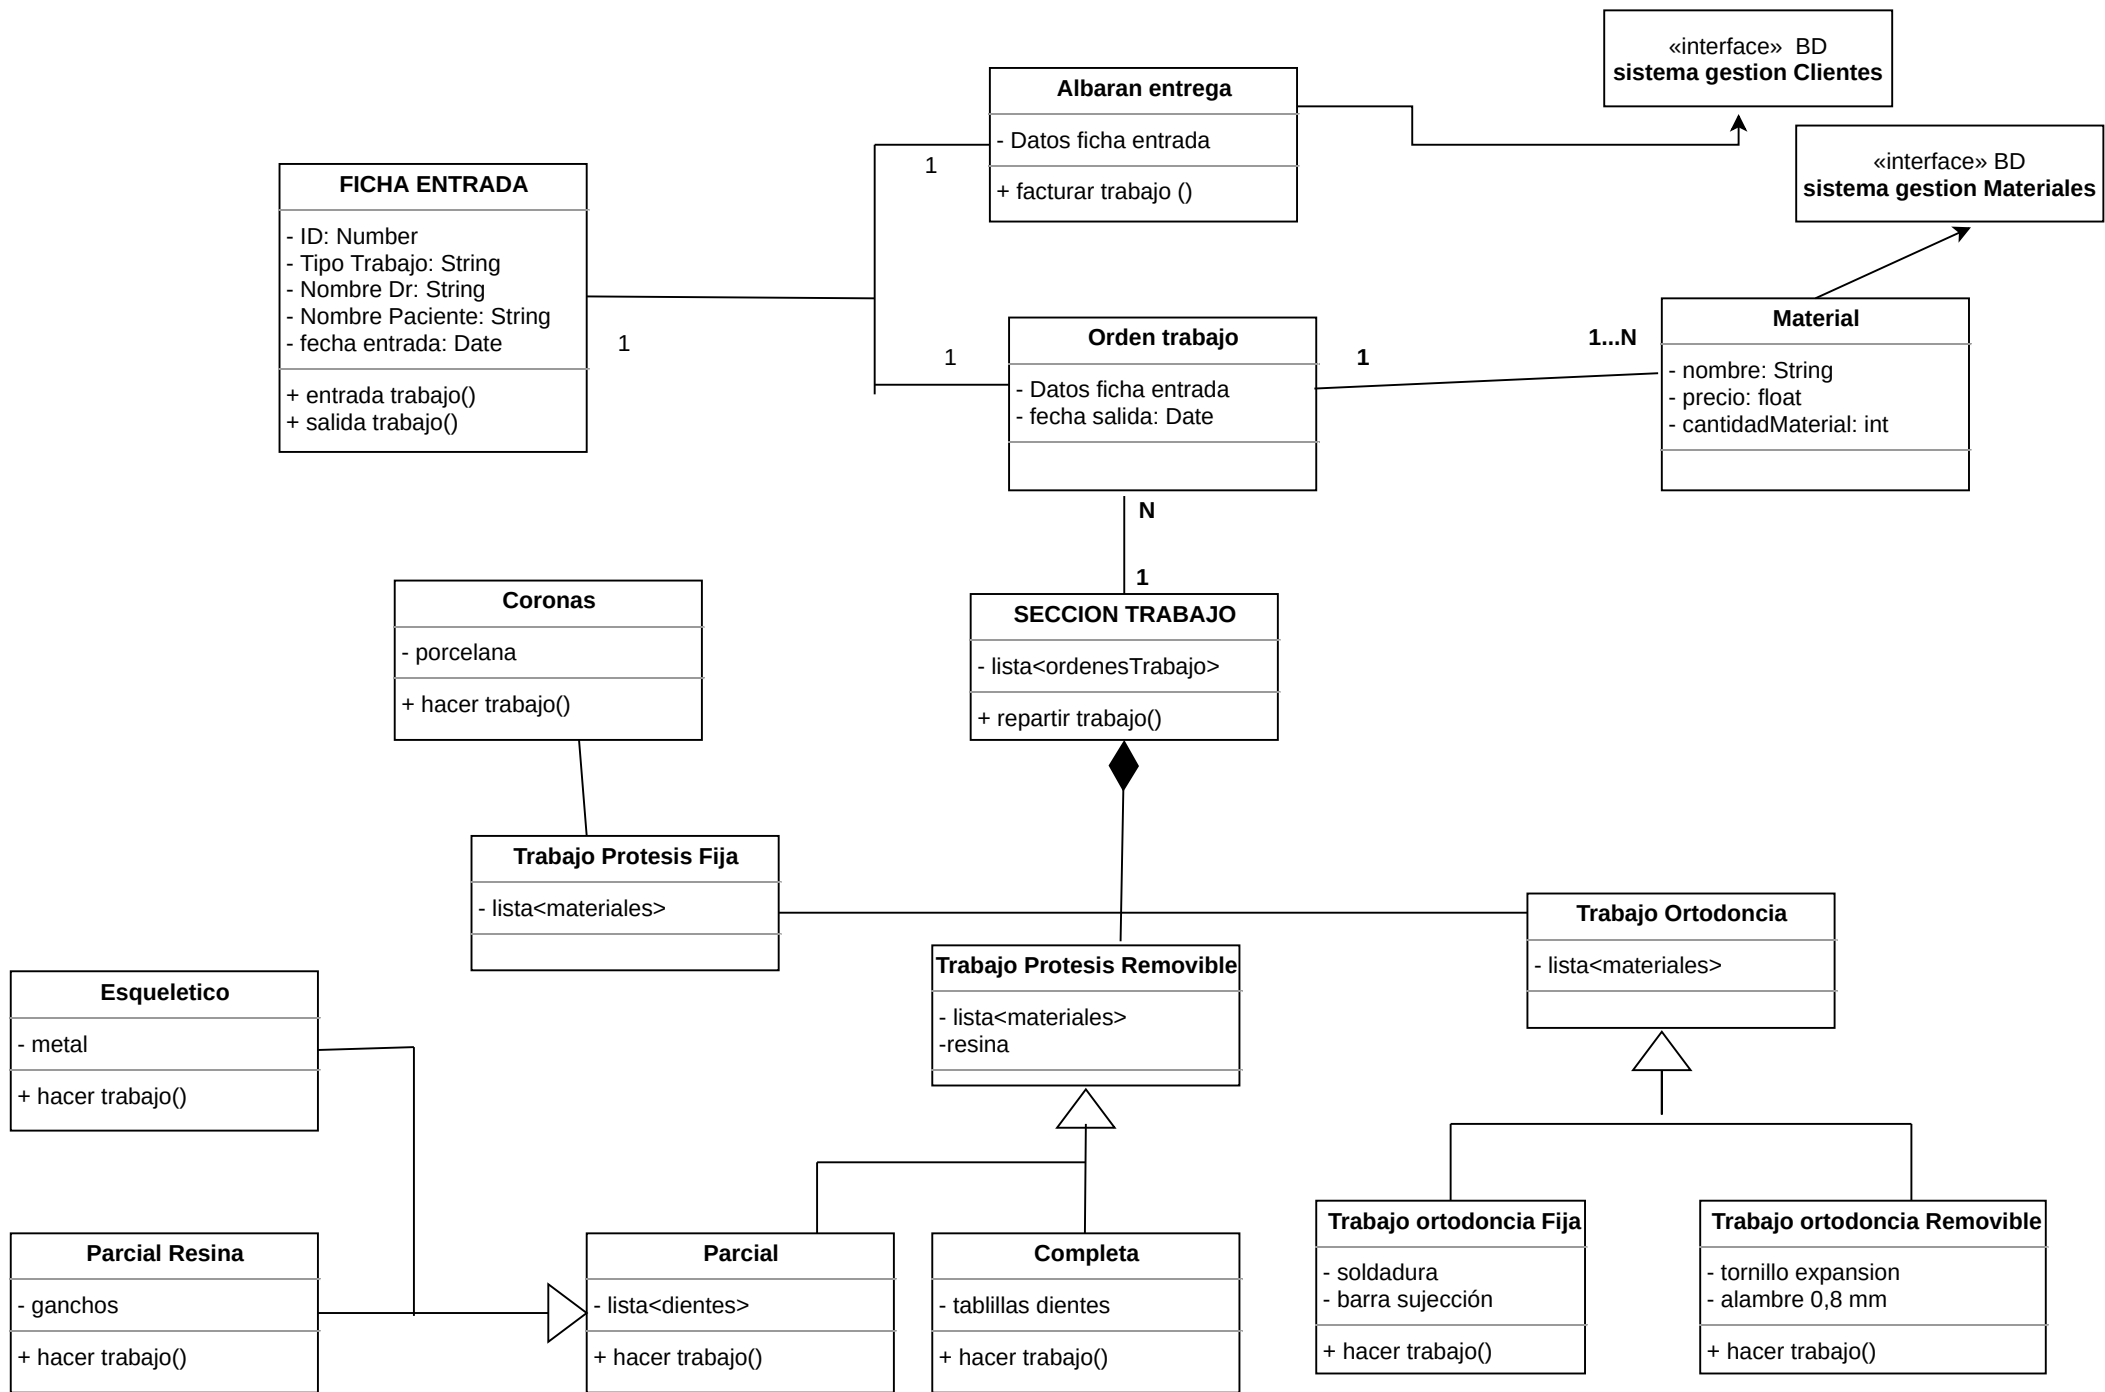 «interface»  BD
sistema gestion Clientes
Albaran entrega
- Datos ficha entrada
+ facturar trabajo ()
«interface» BD
sistema gestion Materiales
FICHA ENTRADA
- ID: Number
- Tipo Trabajo: String
- Nombre Dr: String
- Nombre Paciente: String
- fecha entrada: Date
+ entrada trabajo()
+ salida trabajo()
1
1
1
Orden trabajo
- Datos ficha entrada
- fecha salida: Date
1
1...N
Material
- nombre: String
- precio: float
- cantidadMaterial: int
N
1
Coronas
- porcelana
+ hacer trabajo()
SECCION TRABAJO
- lista<ordenesTrabajo>
+ repartir trabajo()
Trabajo Protesis Fija
- lista<materiales>
Trabajo Protesis Removible
- lista<materiales>
-resina
Trabajo Ortodoncia
- lista<materiales>
Esqueletico
- metal
+ hacer trabajo()
Parcial Resina
- ganchos
+ hacer trabajo()
Parcial
- lista<dientes>
+ hacer trabajo()
Completa
- tablillas dientes
+ hacer trabajo()
Trabajo ortodoncia Fija
- soldadura
- barra sujección
+ hacer trabajo()
Trabajo ortodoncia Removible
- tornillo expansion
- alambre 0,8 mm
+ hacer trabajo()